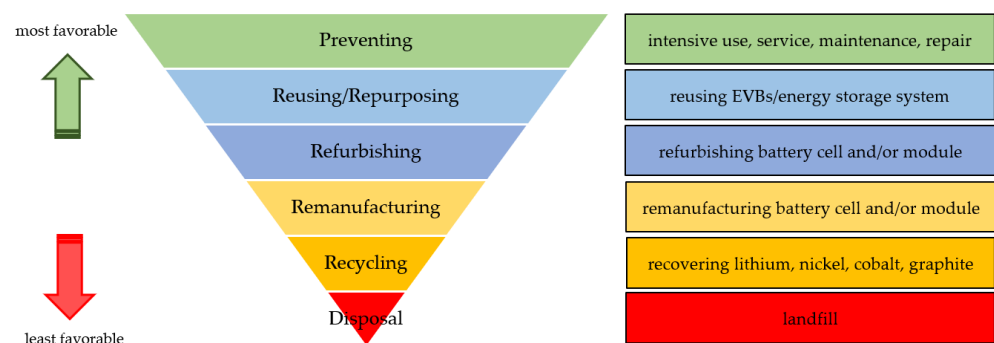 most favorable
Preventing
intensive use, service, maintenance, repair
Reusing/Repurposing
reusing EVBs/energy storage system
Refurbishing
refurbishing battery cell and/or module
Remanufacturing
remanufacturing battery cell and/or module
Recycling
recovering lithium, nickel, cobalt, graphite
Disposal
landfill
least favorable